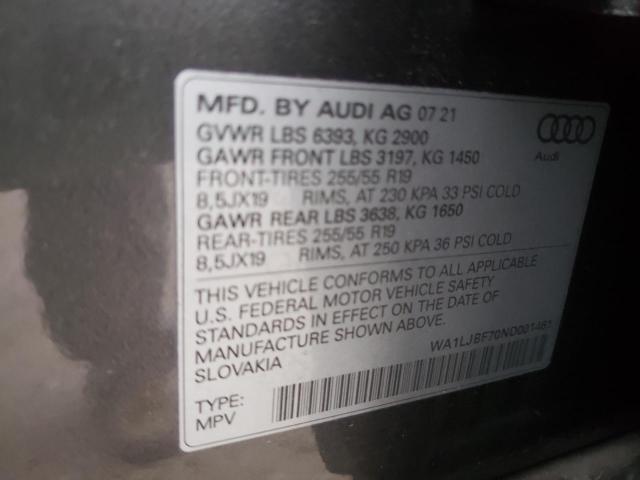 MFD. BY AUDI AG 07 21
GVWR LBS 6393, KG 2900
GAWR FRONT LBS 3197, KG 1450
FRONT-TIRES 255/55 R19
8,5JX19 RIMS, AT 230 KPA 33 PSI COLD
GAWR REAR LBS 3638, KG 1650
REAR-TIRES 255/55 R19
8,5JX19 RIMS, AT 250 KPA 36 PSI COLD
Audi
THIS VEHICLE CONFORMS TO ALL APPLICABLE
U.S. FEDERAL MOTOR VEHICLE SAFETY
STANDARDS IN EFFECT ON THE DATE OF
MANUFACTURE SHOWN ABOVE.
SLOVAKIA
WA1LJBF70ND001461
TYPE:
MPV